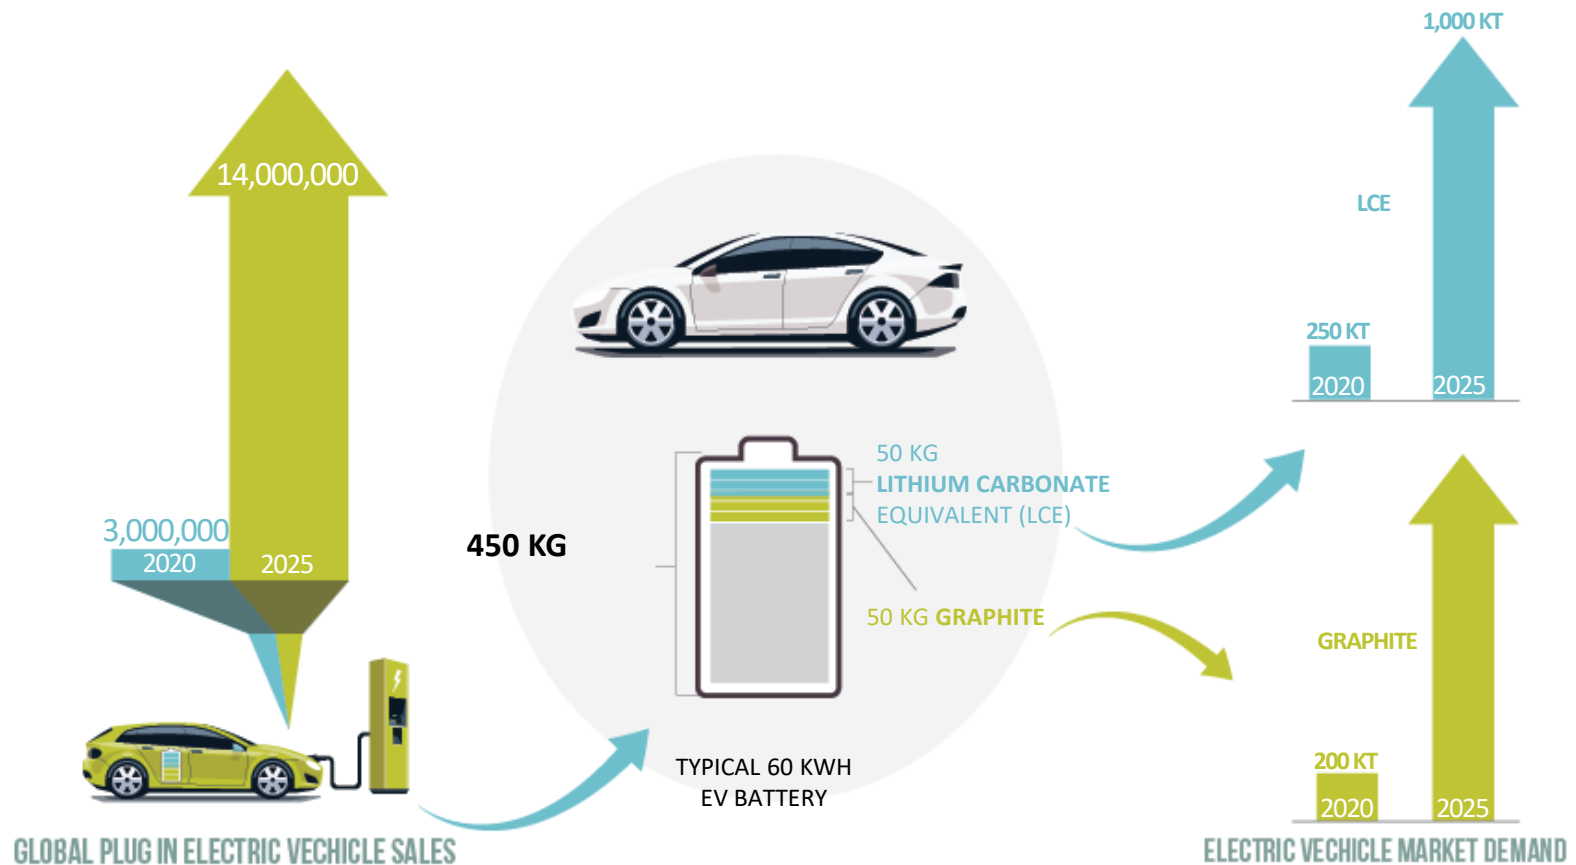 14,000,000
3,000,000
2020
2025
GLOBAL PLUG IN ELECTRIC VECHICLE SALES
450 KG
50 KG
LITHIUM CARBONATE
EQUIVALENT (LCE)
50 KG GRAPHITE
TYPICAL 60 KWH
EV BATTERY
1,000 KT
LCE
250 KT
2020
2025
GRAPHITE
200 KT
2020
2025
ELECTRIC VECHICLE MARKET DEMAND